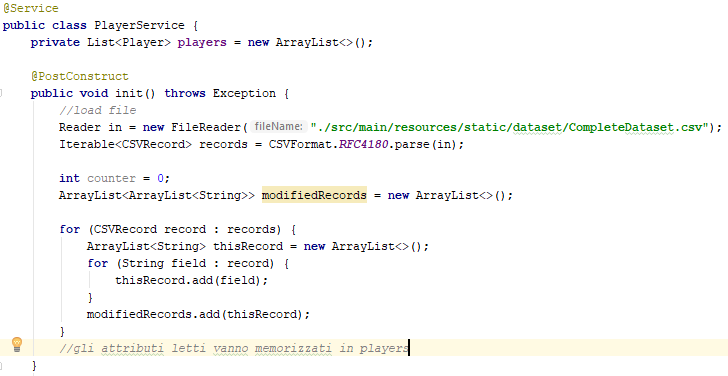 @Service
public class PlayerService {
    private List<Player> players = new ArrayList<>();
    @PostConstruct
    public void init() throws Exception {
        //load file
        Reader in = new FileReader( fileName: "./src/main/resources/static/dataset/CompleteDataset.csv");
        Iterable<CSVRecord> records = CSVFormat.RFC4180.parse(in);
        int counter = 0;
        ArrayList<ArrayList<String>> modifiedRecords = new ArrayList<>();
        for (CSVRecord record : records) {
            ArrayList<String> thisRecord = new ArrayList<>();
            for (String field : record) {
                thisRecord.add(field);
            }
            modifiedRecords.add(thisRecord);
        }
        //gli attributi letti vanno memorizzati in players
    }